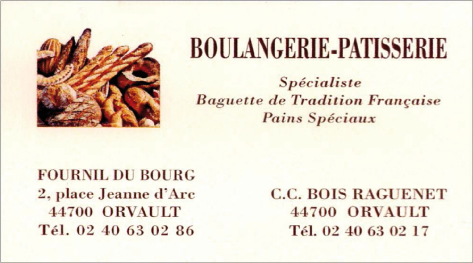 BOULANGERIE-PATISSERIE
Spécialiste
Baguette de Tradition Française
Pains Spéciaux
FOURNIL DU BOURG
2, place Jeanne d'Arc
44700 ORVAULT
Tél. 02 40 63 02 86
C.C. BOIS RAGUENET
44700 ORVAULT
Tél. 02 40 63 02 17